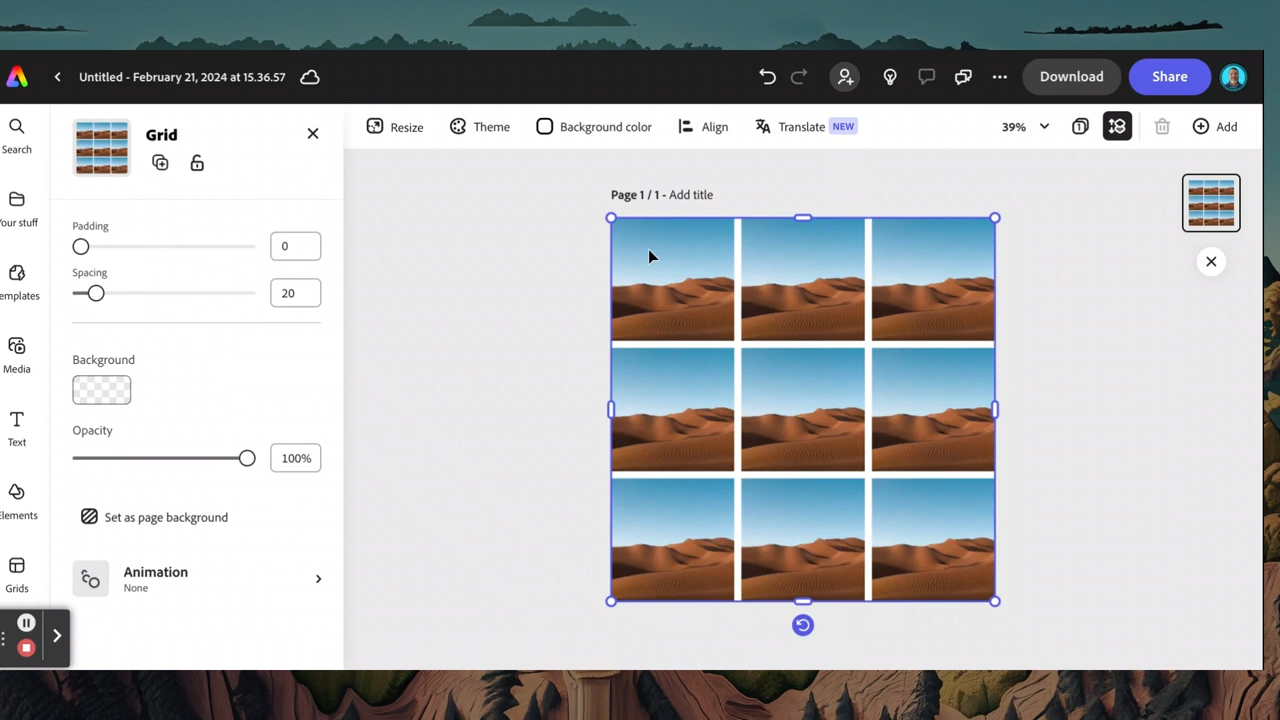 Untitled - February 21, 2024 at 15.36.57
Download
Share
Search
Your stuff
Templates
Media
Text
Elements
Grids
Grid
Padding
0
Spacing
20
Background
Opacity
100%
Set as page background
Animation
None
Resize
Theme
Background color
Align
Translate NEW
39%
Add
Page 1 / 1 - Add title